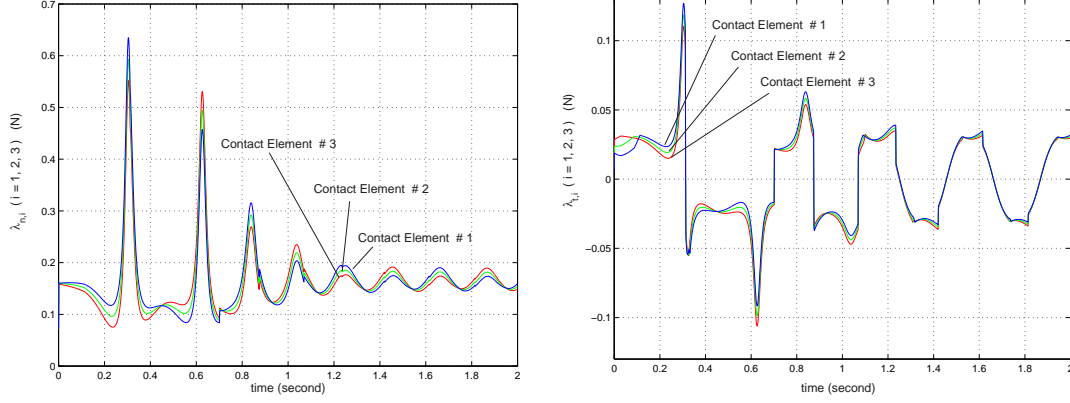 0.7
0.6
0.5
0.4
0.3
0.2
0.1
0
λn,i ( i = 1, 2, 3 ) (N)
Contact Element # 3
Contact Element # 2
Contact Element # 1
0 0.2 0.4 0.6 0.8 1 1.2 1.4 1.6 1.8 2
time (second)
0.1
0.05
0
−0.05
−0.1
λt,i ( i = 1, 2, 3 ) (N)
Contact Element # 1
Contact Element # 2
Contact Element # 3
0 0.2 0.4 0.6 0.8 1 1.2 1.4 1.6 1.8 2
time (second)